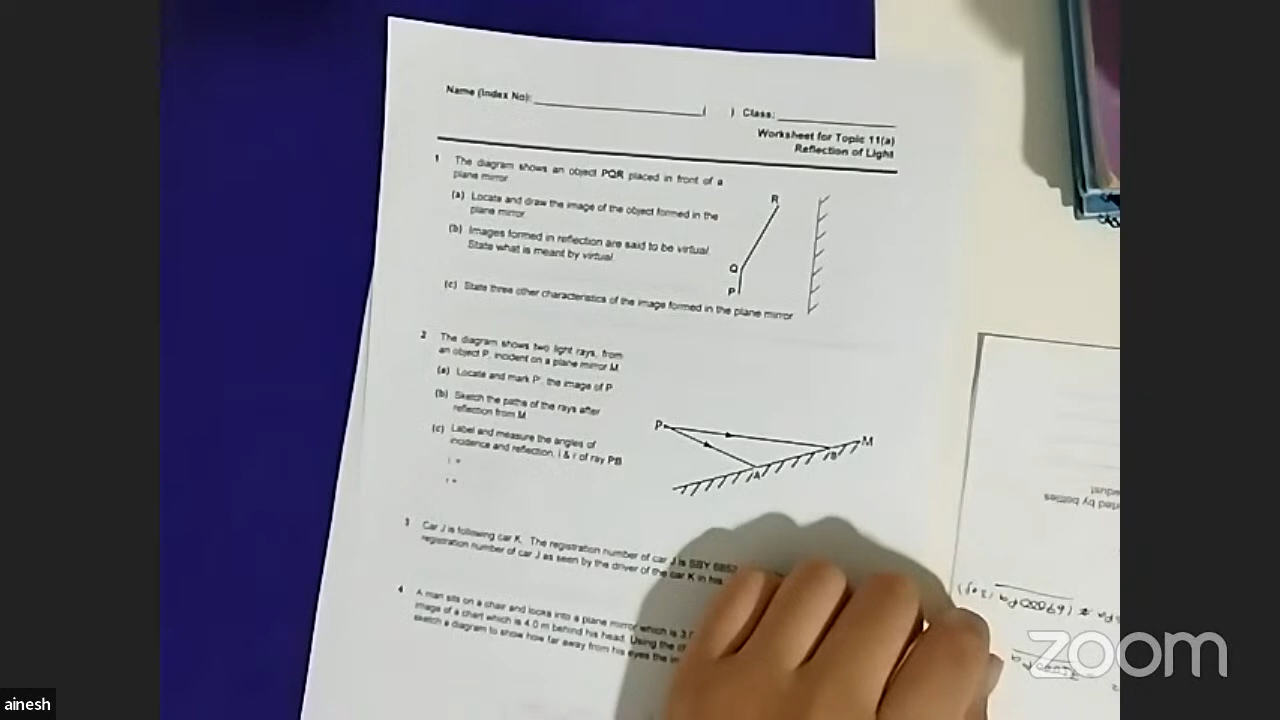 Name (Index No): ( ) Class:
Worksheet for Topic 11(a)
Reflection of Light
1 The diagram shows an object PQR placed in front of a
plane mirror
(a) Locate and draw the image of the object formed in the
plane mirror
(b) Images formed in reflection are said to be virtual
State what is meant by virtual
(c) State three other characteristics of the image formed in the plane mirror
R
Q
P
2 The diagram shows two light rays, from
an object P, incident on a plane mirror M
(a) Locate and mark P', the image of P
(b) Sketch the paths of the rays after
reflection from M
(c) Label and measure the angles of
incidence and reflection, i & r of ray PB
i =
r =
P
M
A
B
3 Car J is following car K. The registration number of car J is SBY
registration number of car J as seen by the driver of the car K in his
4 A man sits on a chair and looks into a plane mirror which is
image of a chart which is 4.0 m behind his head. Using the
sketch a diagram to show how far away from his eyes the
zoom
ainesh